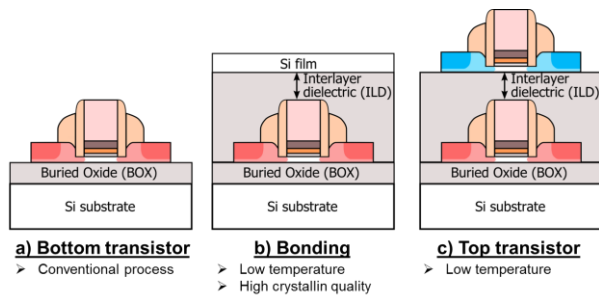 Buried Oxide (BOX)
Si substrate
a) Bottom transistor
➢ Conventional process
Si film
Interlayer
dielectric (ILD)
Buried Oxide (BOX)
Si substrate
b) Bonding
➢ Low temperature
➢ High crystallin quality
Interlayer
dielectric (ILD)
Buried Oxide (BOX)
Si substrate
c) Top transistor
➢ Low temperature